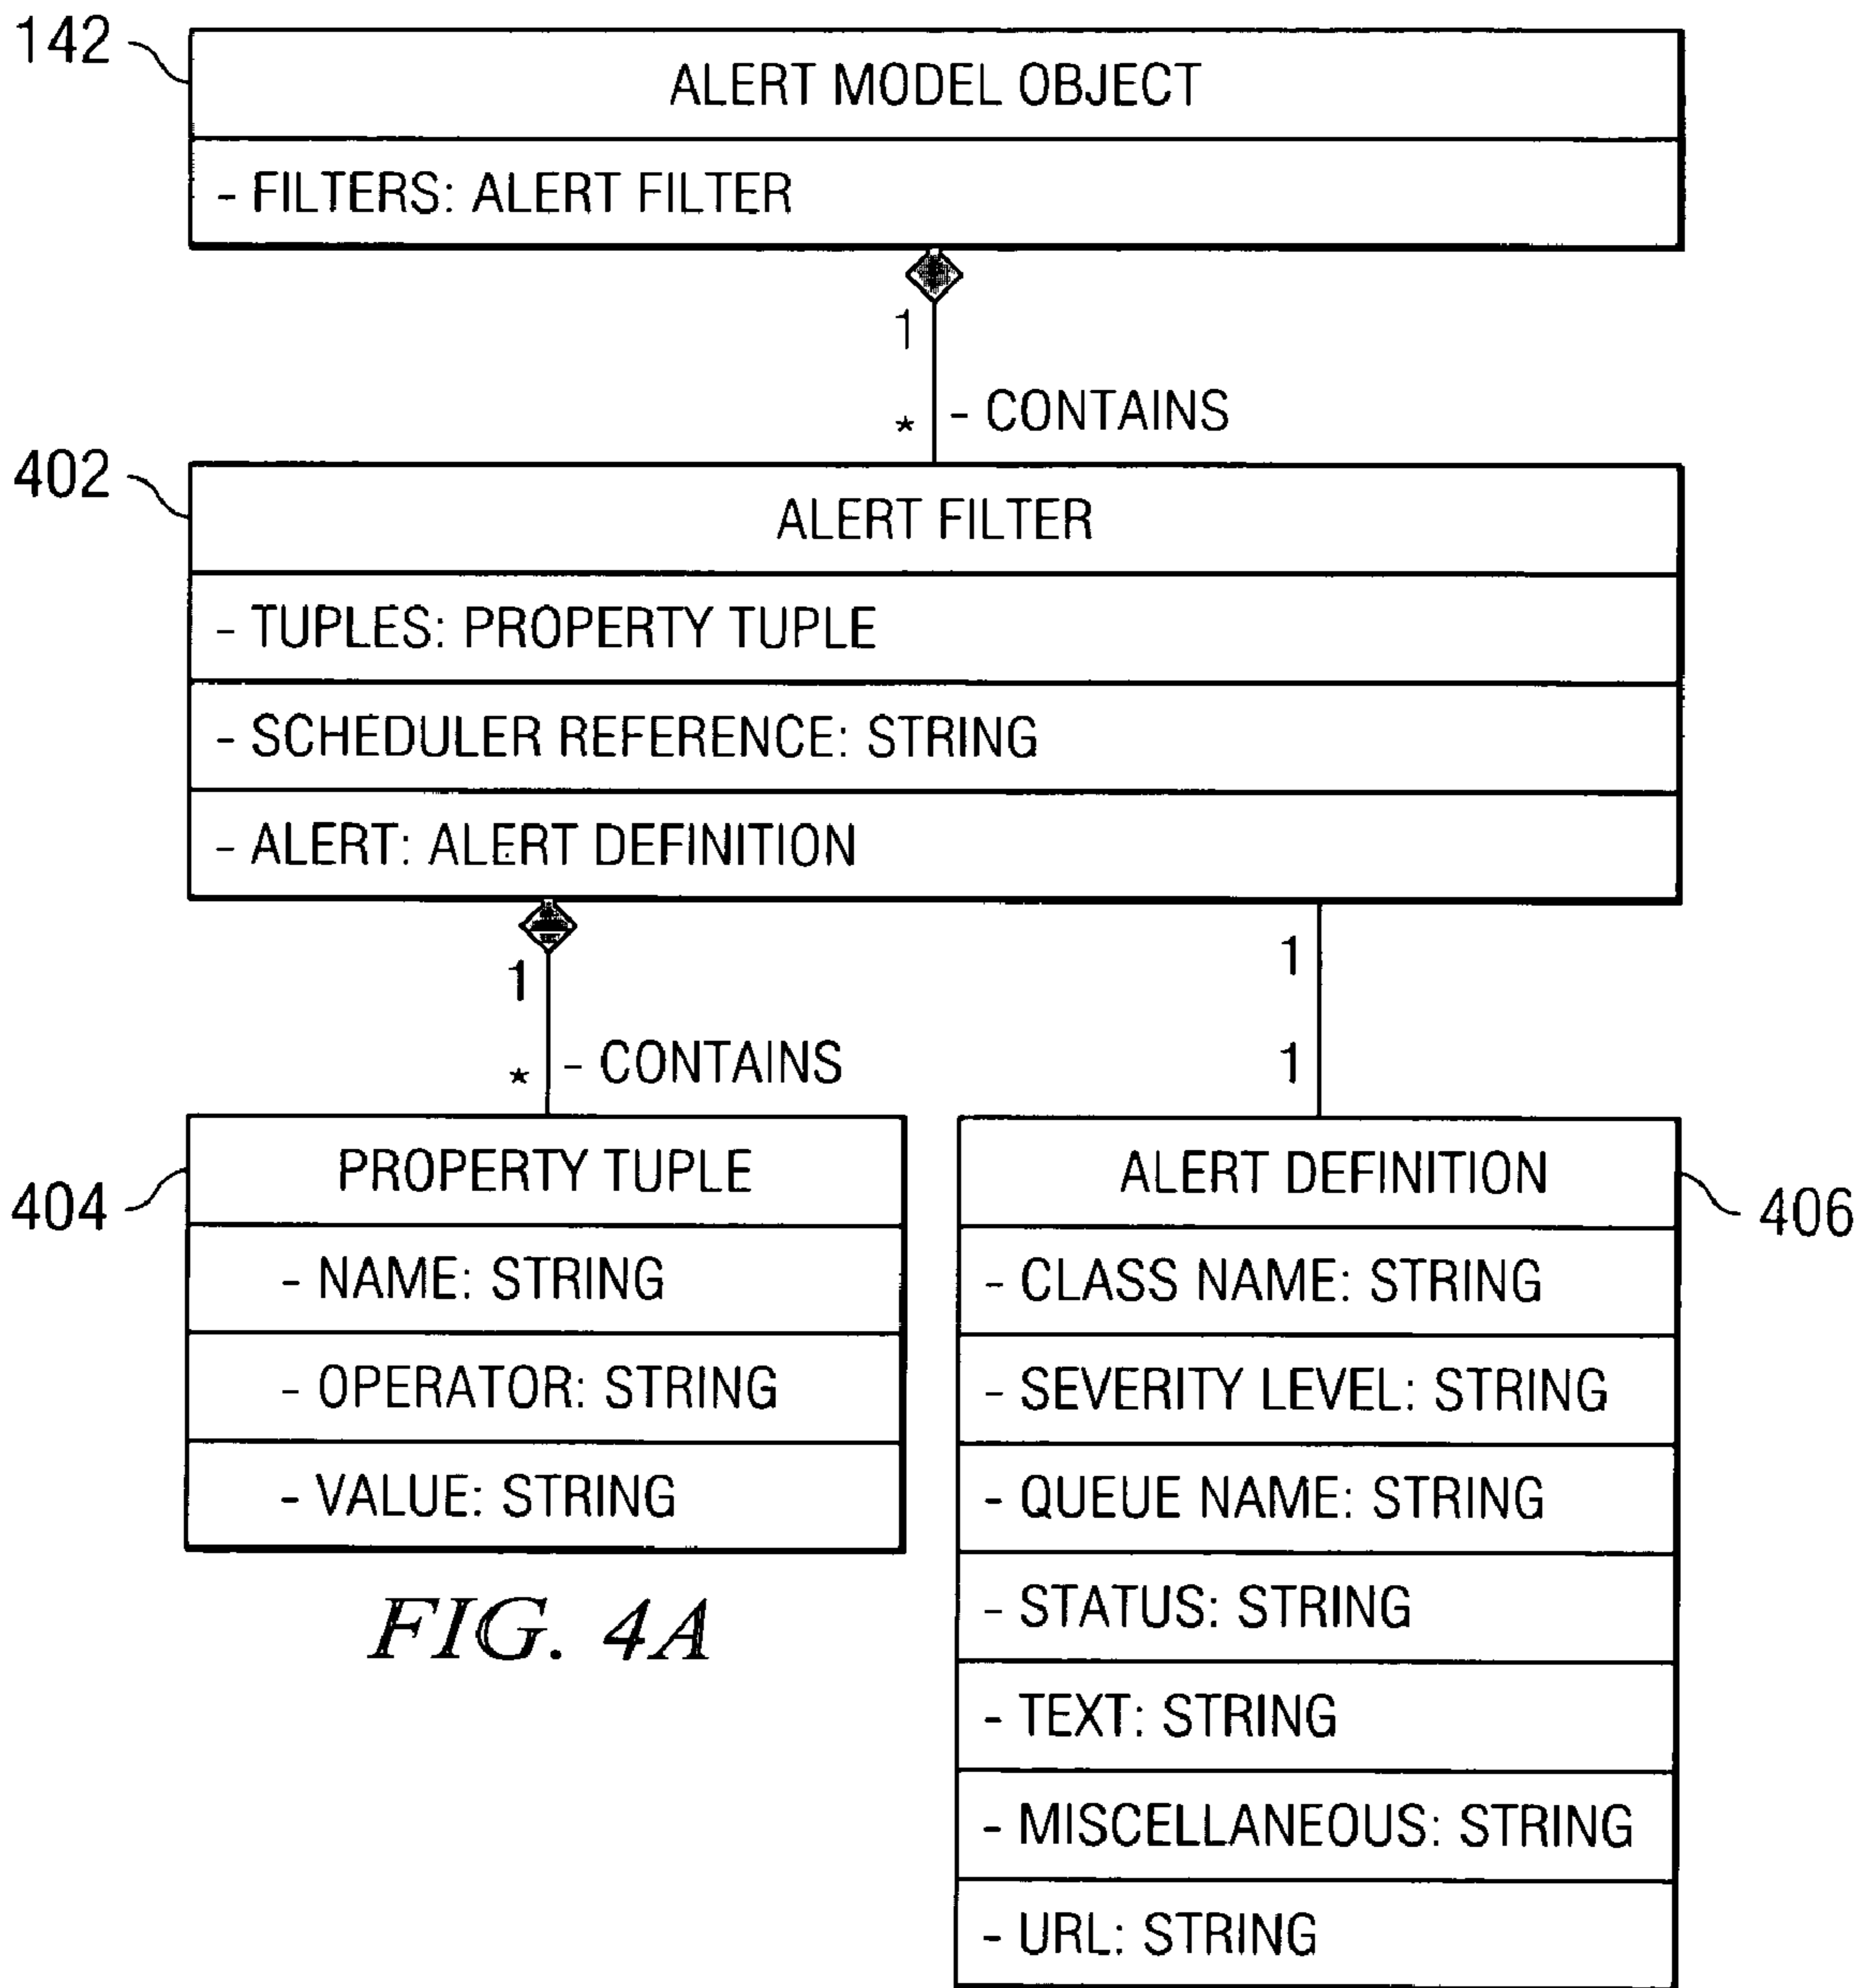 142
ALERT MODEL OBJECT
- FILTERS: ALERT FILTER
1
* - CONTAINS
402
ALERT FILTER
- TUPLES: PROPERTY TUPLE
- SCHEDULER REFERENCE: STRING
- ALERT: ALERT DEFINITION
1
* - CONTAINS
1
1
404
PROPERTY TUPLE
- NAME: STRING
- OPERATOR: STRING
- VALUE: STRING
406
ALERT DEFINITION
- CLASS NAME: STRING
- SEVERITY LEVEL: STRING
- QUEUE NAME: STRING
- STATUS: STRING
- TEXT: STRING
- MISCELLANEOUS: STRING
- URL: STRING
FIG. 4A